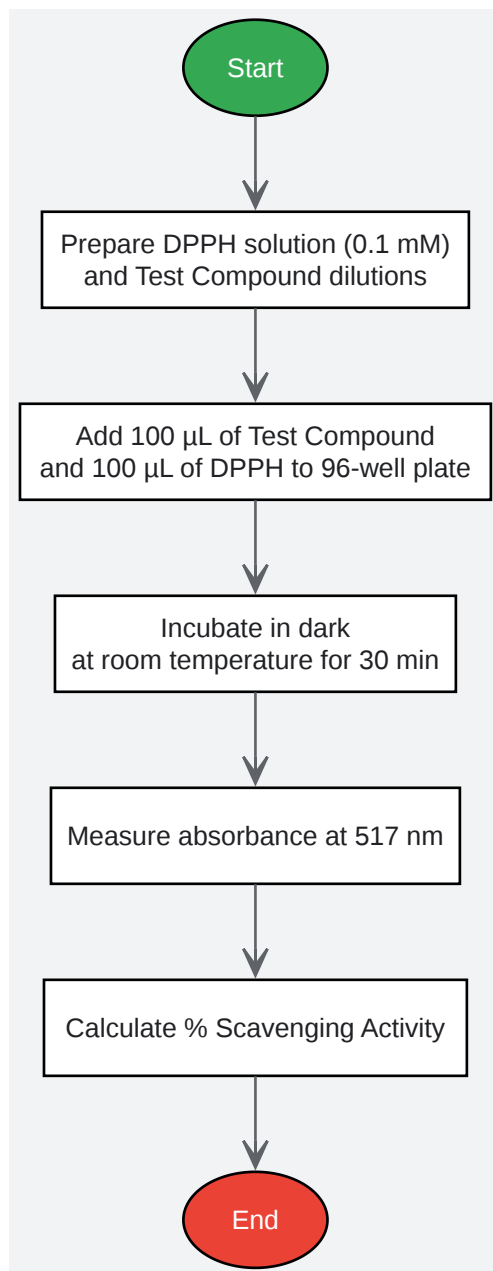 Start
Prepare DPPH solution (0.1 mM)
and Test Compound dilutions
Add 100 µL of Test Compound
and 100 µL of DPPH to 96-well plate
Incubate in dark
at room temperature for 30 min
Measure absorbance at 517 nm
Calculate % Scavenging Activity
End